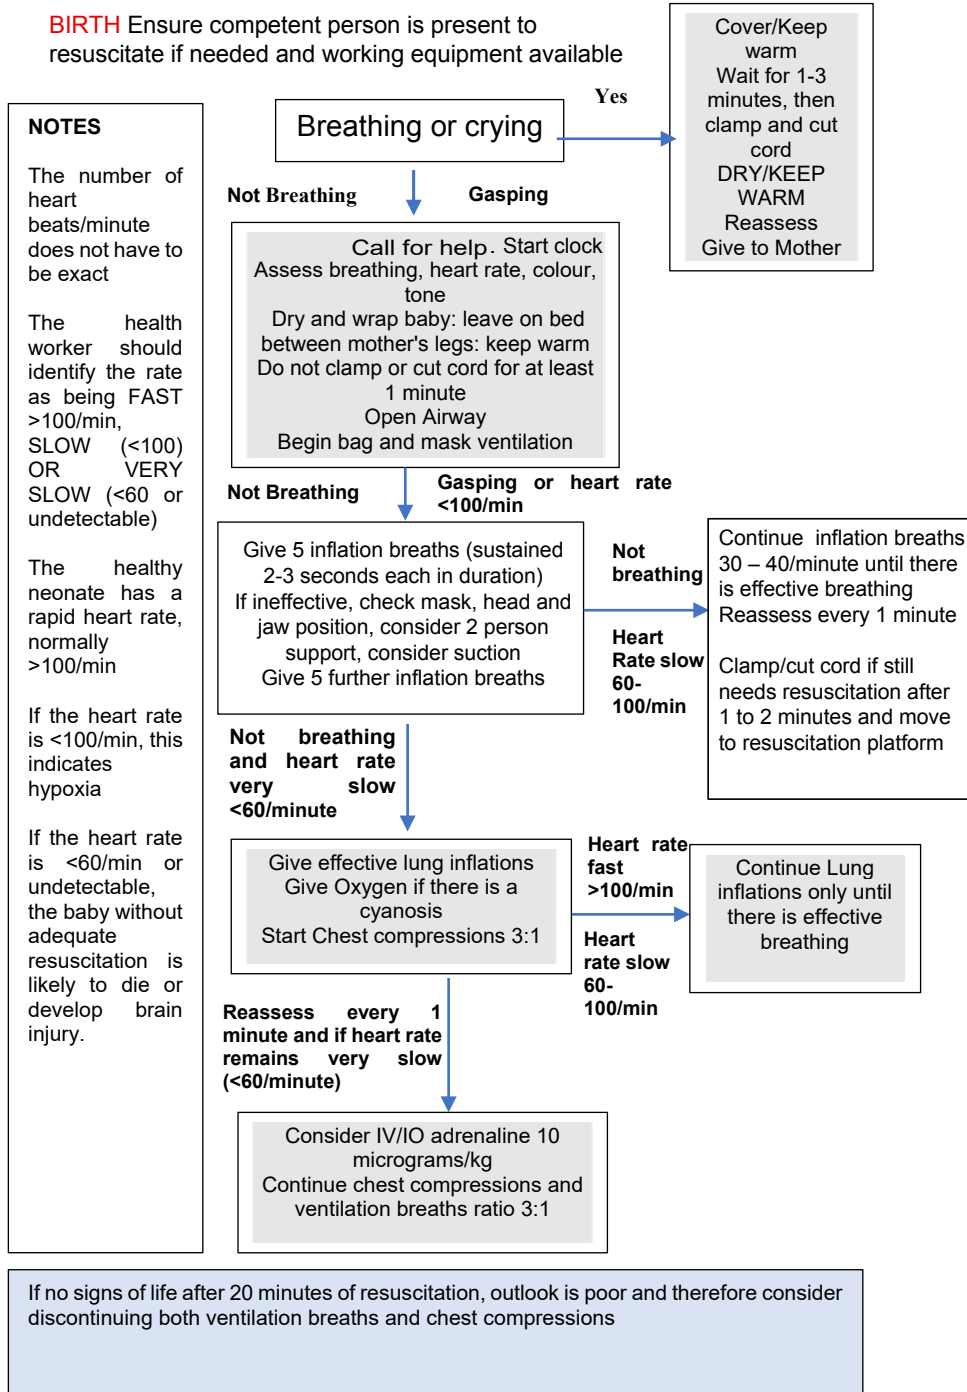 BIRTH Ensure competent person is present to
resuscitate if needed and working equipment available
Cover/Keep
warm
Wait for 1-3
minutes, then
clamp and cut
cord
DRY/KEEP
WARM
Reassess
Give to Mother
Yes
Breathing or crying
NOTES
The number of
heart
beats/minute
does not have to
be exact
The health
worker should
identify the rate
as being FAST
>100/min,
SLOW (<100)
OR VERY
SLOW (<60 or
undetectable)
The healthy
neonate has a
rapid heart rate,
normally
>100/min
If the heart rate
is <100/min, this
indicates
hypoxia
If the heart rate
is <60/min or
undetectable,
the baby without
adequate
resuscitation is
likely to die or
develop brain
injury.
Not Breathing
Gasping
Call for help. Start clock
Assess breathing, heart rate, colour,
tone
Dry and wrap baby: leave on bed
between mother's legs: keep warm
Do not clamp or cut cord for at least
1 minute
Open Airway
Begin bag and mask ventilation
Not Breathing
Gasping or heart rate
<100/min
Give 5 inflation breaths (sustained
2-3 seconds each in duration)
If ineffective, check mask, head and
jaw position, consider 2 person
support, consider suction
Give 5 further inflation breaths
Not
breathing
Heart
Rate slow
60-
100/min
Continue inflation breaths
30 – 40/minute until there
is effective breathing
Reassess every 1 minute
Clamp/cut cord if still
needs resuscitation after
1 to 2 minutes and move
to resuscitation platform
Not breathing
and heart rate
very slow
<60/minute
Give effective lung inflations
Give Oxygen if there is a
cyanosis
Start Chest compressions 3:1
Heart rate
fast
>100/min
Heart
rate slow
60-
100/min
Continue Lung
inflations only until
there is effective
breathing
Reassess every 1
minute and if heart rate
remains very slow
(<60/minute)
Consider IV/IO adrenaline 10
micrograms/kg
Continue chest compressions and
ventilation breaths ratio 3:1
If no signs of life after 20 minutes of resuscitation, outlook is poor and therefore consider
discontinuing both ventilation breaths and chest compressions